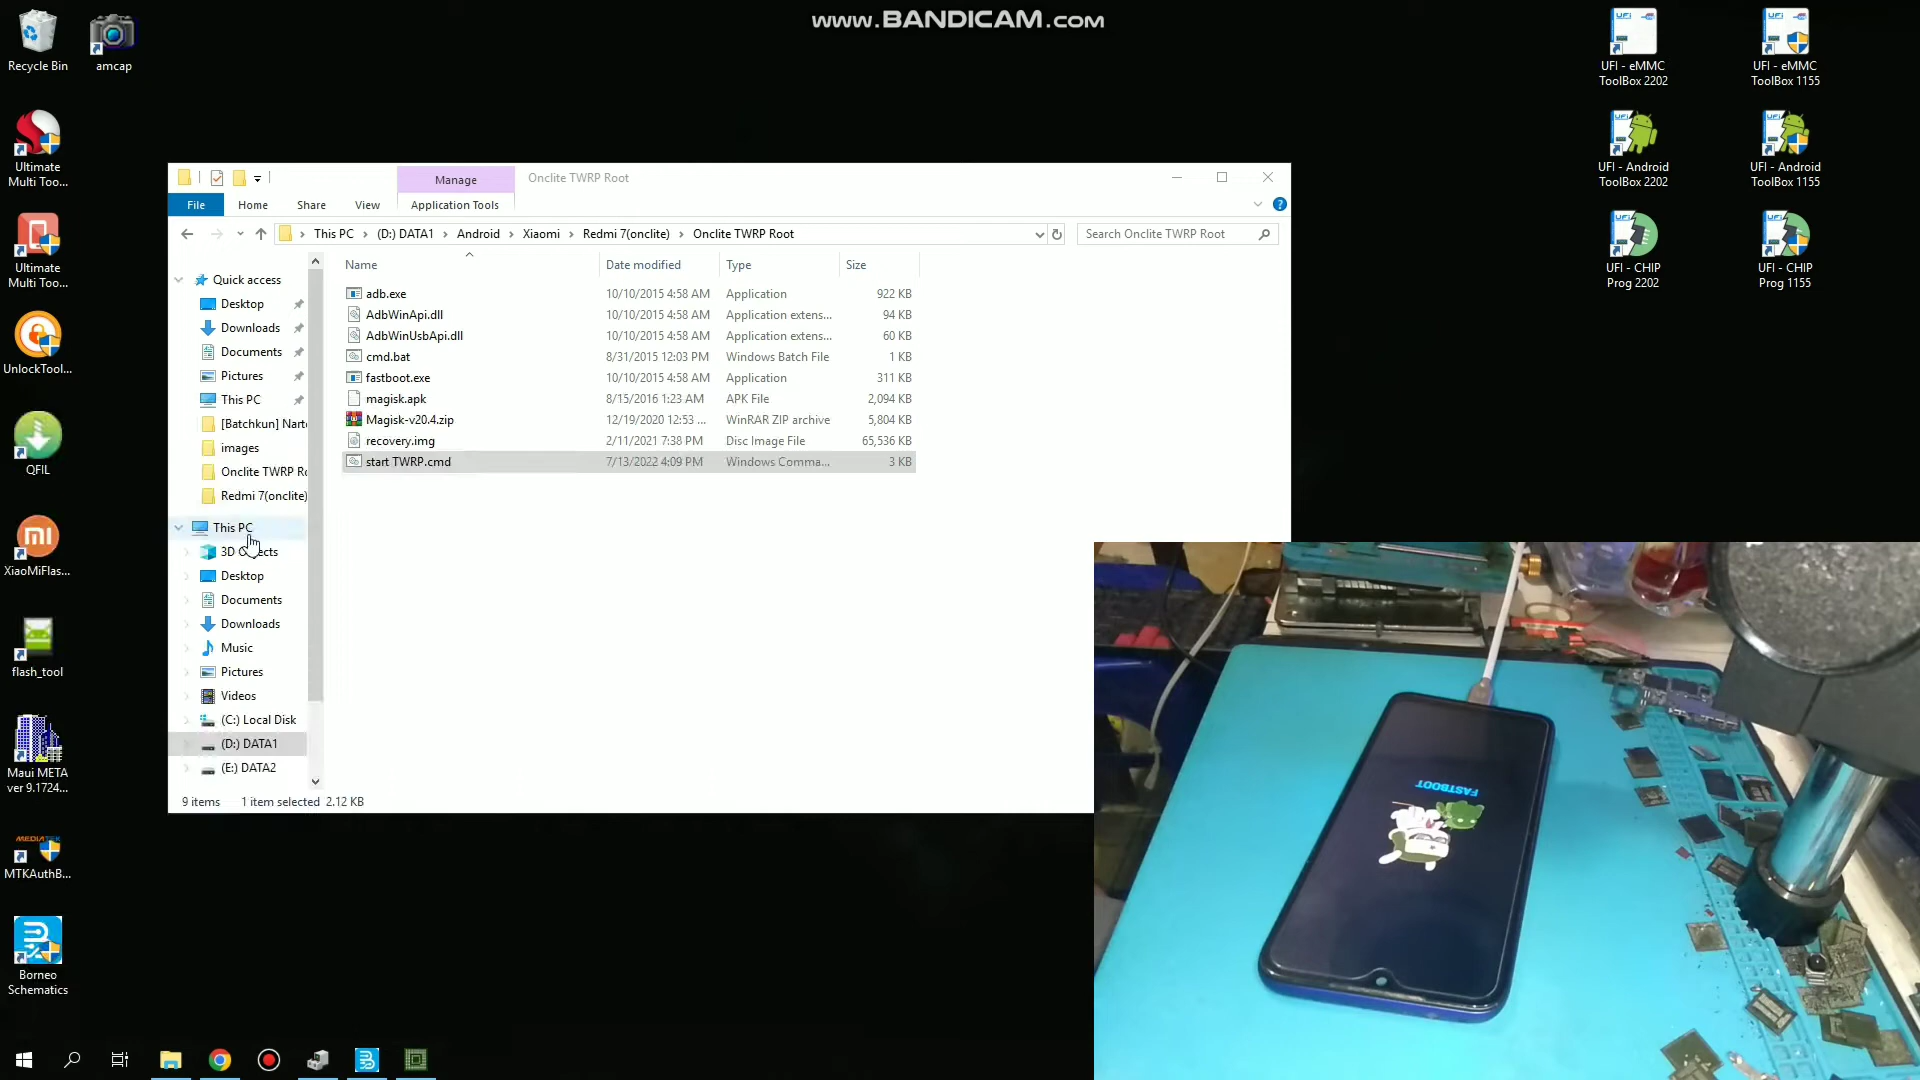 www.BANDICAM.com
Recycle Bin
amcap
Ultimate
Multi Too...
Ultimate
Multi Too...
UnlockTool...
QFIL
XiaoMiFlas...
flash_tool
Maui META
ver 9.1724...
MEDIATEK
MTKAuthB...
Borneo
Schematics
UFI - eMMC
ToolBox 2202
UFI - eMMC
ToolBox 1155
UFI - Android
ToolBox 2202
UFI - Android
ToolBox 1155
UFI - CHIP
Prog 2202
UFI - CHIP
Prog 1155
Manage
Onclite TWRP Root
File
Home
Share
View
Application Tools
This PC
(D:) DATA1
Android
Xiaomi
Redmi 7(onclite)
Onclite TWRP Root
Search Onclite TWRP Root
Name
Date modified
Type
Size
adb.exe 10/10/2015 4:58 AM Application 922 KB
AdbWinApi.dll 10/10/2015 4:58 AM Application extens... 94 KB
AdbWinUsbApi.dll 10/10/2015 4:58 AM Application extens... 60 KB
cmd.bat 8/31/2015 12:03 PM Windows Batch File 1 KB
fastboot.exe 10/10/2015 4:58 AM Application 311 KB
magisk.apk 8/15/2016 1:23 AM APK File 2,094 KB
Magisk-v20.4.zip 12/19/2020 12:53 ... WinRAR ZIP archive 5,804 KB
recovery.img 2/11/2021 7:38 PM Disc Image File 65,536 KB
start TWRP.cmd 7/13/2022 4:09 PM Windows Comma... 3 KB
Quick access
Desktop
Downloads
Documents
Pictures
This PC
[Batchkun] Narto
images
Onclite TWRP Ro
Redmi 7(onclite)
This PC
3D Objects
Desktop
Documents
Downloads
Music
Pictures
Videos
(C:) Local Disk
(D:) DATA1
(E:) DATA2
9 items
1 item selected 2.12 KB
FASTBOOT